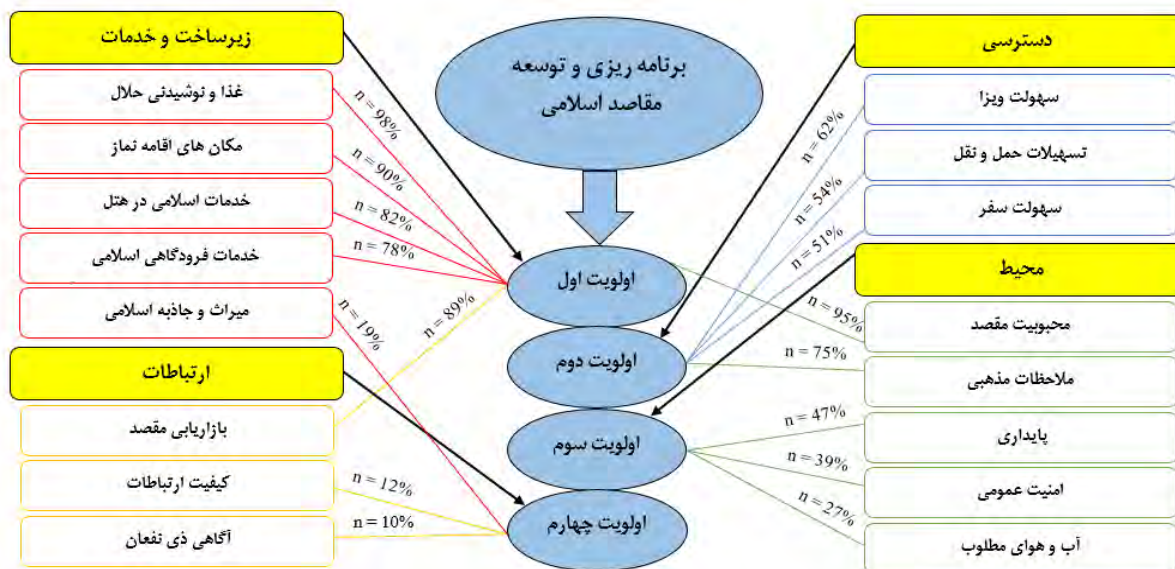 برنامه ریزی و توسعه
مقاصد اسلامی
دسترسی
سهولت ویزا
n = 62%
تسهیلات حمل و نقل
n = 54%
سهولت سفر
n = 51%
محیط
محبوبیت مقصد
n = 95%
ملاحظات مذهبی
n = 75%
پایداری
n = 47%
امنیت عمومی
n = 39%
آب و هوای مطلوب
n = 27%
اولویت اول
اولویت دوم
اولویت سوم
اولویت چهارم
زیرساخت و خدمات
غذا و نوشیدنی حلال
n = 98%
مکان های اقامه نماز
n = 90%
خدمات اسلامی در هتل
n = 82%
خدمات فرودگاهی اسلامی
n = 78%
میراث و جاذبه اسلامی
n = 19%
ارتباطات
بازاریابی مقصد
n = 89%
کیفیت ارتباطات
n = 12%
آگاهی ذی نفعان
n = 10%